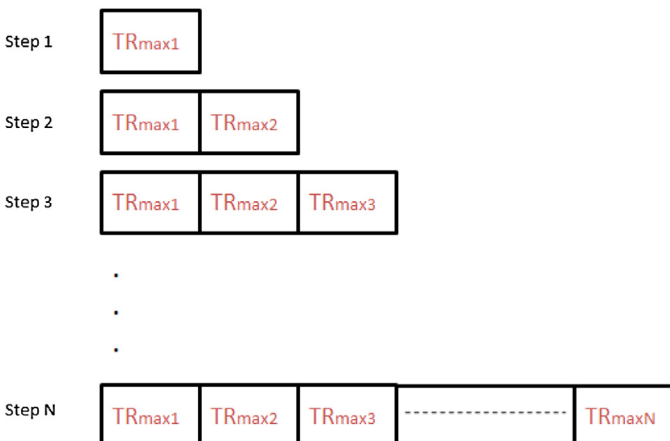 Step 1 TRmax1
Step 2 TRmax1 TRmax2
Step 3 TRmax1 TRmax2 TRmax3
.
.
.
Step N TRmax1 TRmax2 TRmax3 ---------------- TRmaxN